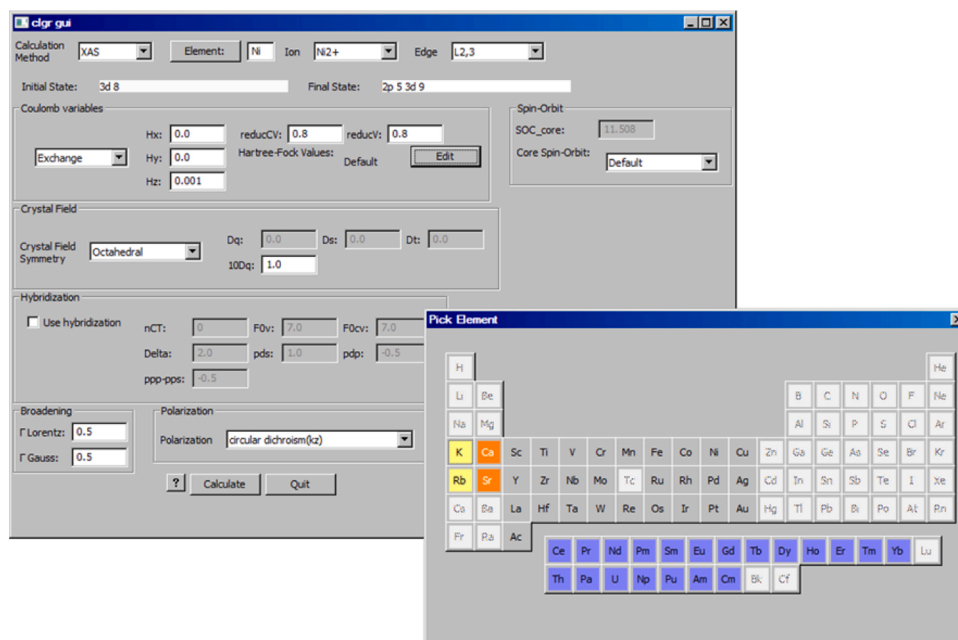 clgr gui
Calculation Method XAS Element: Ni Ion Ni2+ Edge L2,3
Initial State: 3d 8 Final State: 2p 5 3d 9
Coulomb variables
Exchange
Hx: 0.0 reducCV: 0.8 reducV: 0.8
Hy: 0.0 Hartree-Fock Values: Default Edit
Hz: 0.001
Spin-Orbit
SOC_core: 11.508
Core Spin-Orbit: Default
Crystal Field
Crystal Field Symmetry Octahedral
Dq: 0.0 Ds: 0.0 Dt: 0.0
10Dq: 1.0
Hybridization
Use hybridization
nCT: 0 F0v: 7.0 F0cv: 7.0
Delta: 2.0 pds: 1.0 pdp: -0.5
ppp-pps: -0.5
Broadening
Γ Lorentz: 0.5
Γ Gauss: 0.5
Polarization
Polarization circular dichroism(kz)
? Calculate Quit
Pick Element
H He
Li Be B C N O F Ne
Na Mg Al Si P S Cl Ar
K Ca Sc Ti V Cr Mn Fe Co Ni Cu Zn Ga Ge As Se Br Kr
Rb Sr Y Zr Nb Mo Tc Ru Rh Pd Ag Cd In Sn Sb Te I Xe
Cs Ba La Hf Ta W Re Os Ir Pt Au Hg Tl Pb Bi Po At Rn
Fr Ra Ac
Ce Pr Nd Pm Sm Eu Gd Tb Dy Ho Er Tm Yb Lu
Th Pa U Np Pu Am Cm Bk Cf